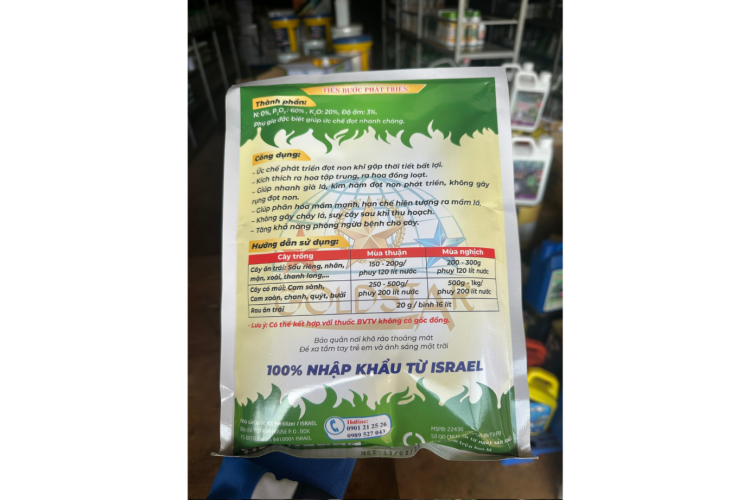 TIẾN BƯỚC PHÁT TRIỂN
Thành phần:
N: 0%, P₂O₅: 60%, K₂O: 20%, Độ ẩm: 3%.
Phụ gia đặc biệt giúp ức chế đọt nhanh chóng.
Công dụng:
- Ức chế phát triển đọt non khi gặp thời tiết bất lợi.
- Kích thích ra hoa tập trung, ra hoa đồng loạt.
- Giúp nhanh già lá, kìm hãm đọt non phát triển, không gây
rụng đọt non.
- Giúp phân hóa mầm mạnh, hạn chế hiện tượng ra mầm lá.
- Không gây cháy lá, suy cây sau khi thu hoạch.
- Tăng khả năng phòng ngừa bệnh cho cây.
Hướng dẫn sử dụng:
Cây trồng Mùa thuận Mùa nghịch
Cây ăn trái: Sầu riêng, nhãn, 150 - 200g/ 200 - 300g
mận, xoài, thanh long,... phuy 120 lít nước phuy 120 lít nước
Cây có múi: Cam sành, 250 - 500g/ 500g - 1kg/
Cam xoàn, chanh, quýt, bưởi phuy 200 lít nước phuy 200 lít nước
Rau ăn trái 20 g / bình 16 lít
GOLDSTAR
- Lưu ý: Có thể kết hợp với thuốc BVTV không có gốc đồng.
Bảo quản nơi khô ráo thoáng mát
Để xa tầm tay trẻ em và ánh sáng mặt trời
100% NHẬP KHẨU TỪ ISRAEL
Hotline:
0901 21 25 26
0989 527 043
ISRAEL
P.O. BOX
ISRAEL
MSPB: 22436